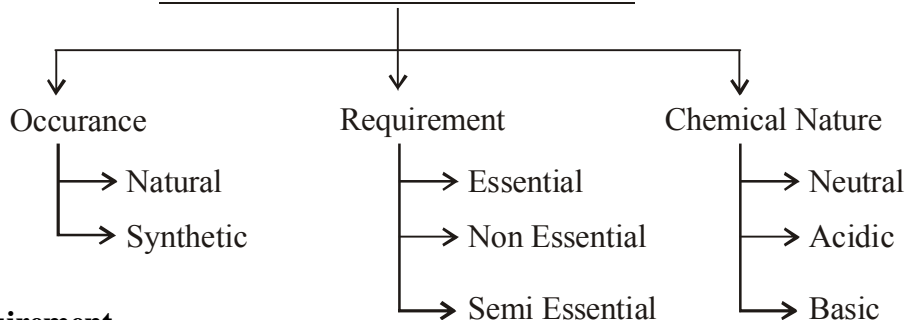 Occurance Requirement Chemical Nature
Natural Essential Neutral
Synthetic Non Essential Acidic
Semi Essential Basic